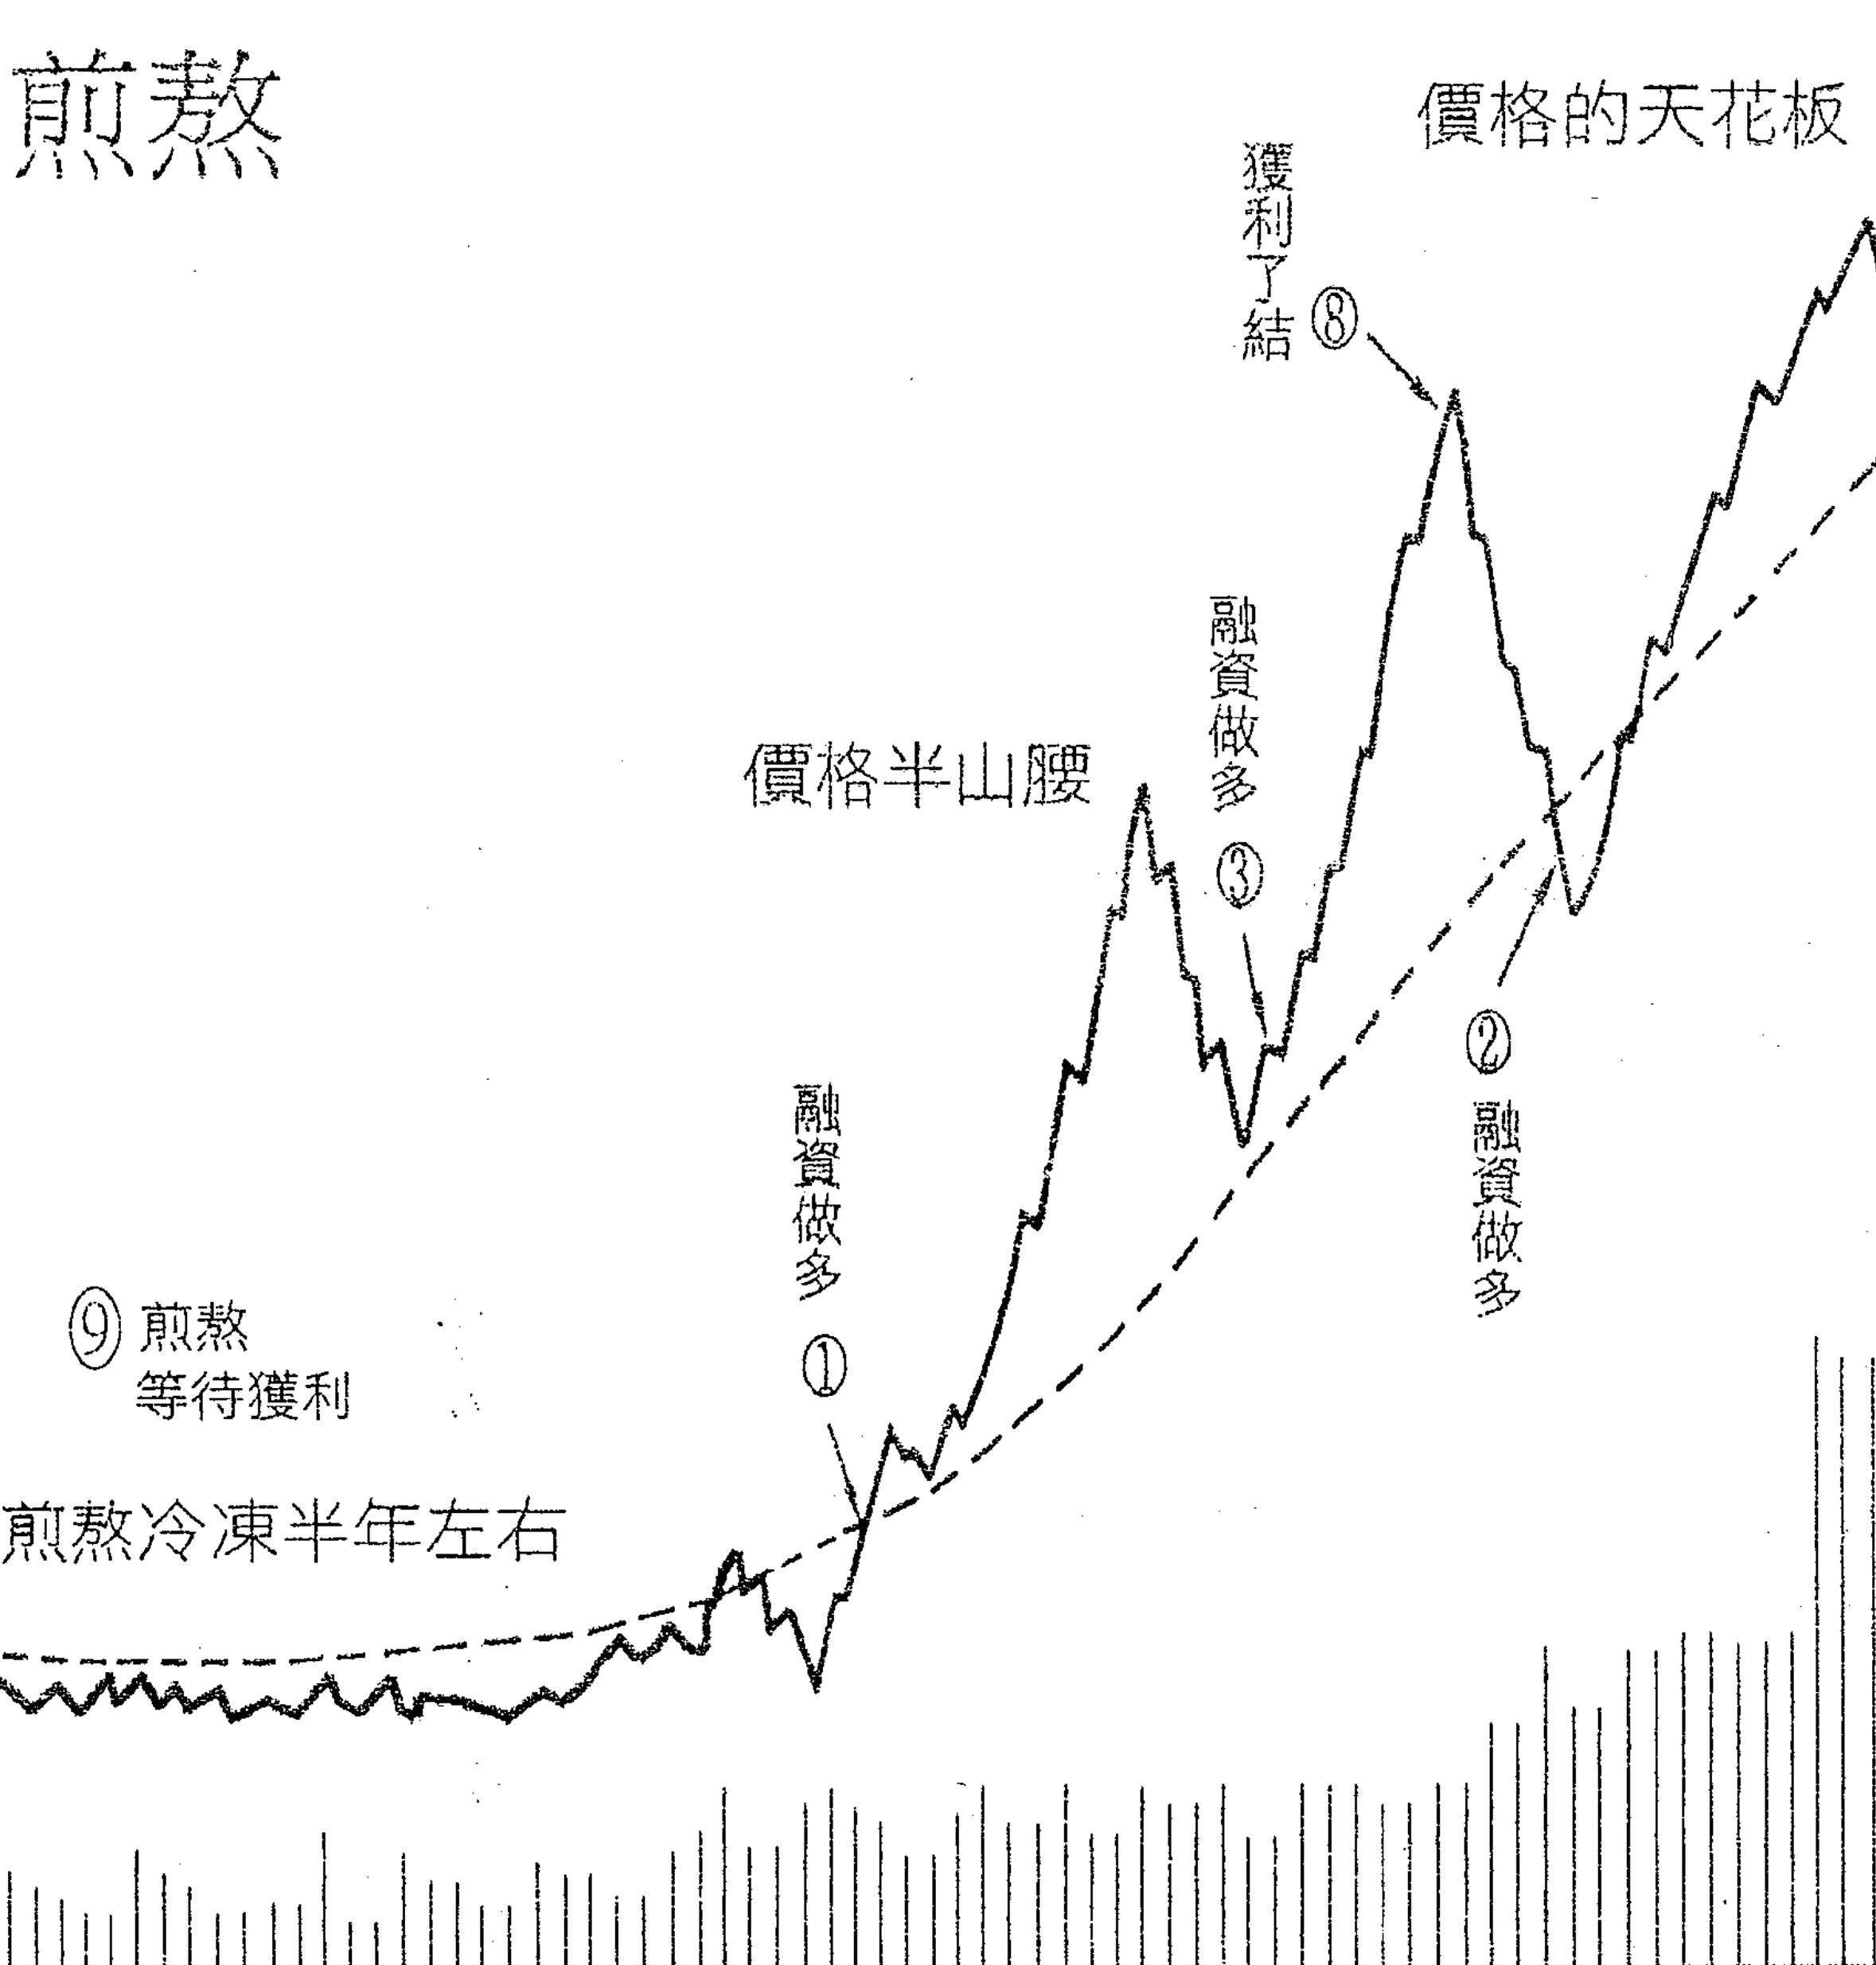 煎熬
價格的天花板
獲利了結
⑧
融資做多
③
價格半山腰
②
融資做多
融資做多
①
⑨ 煎熬
等待獲利
煎熬冷凍半年左右